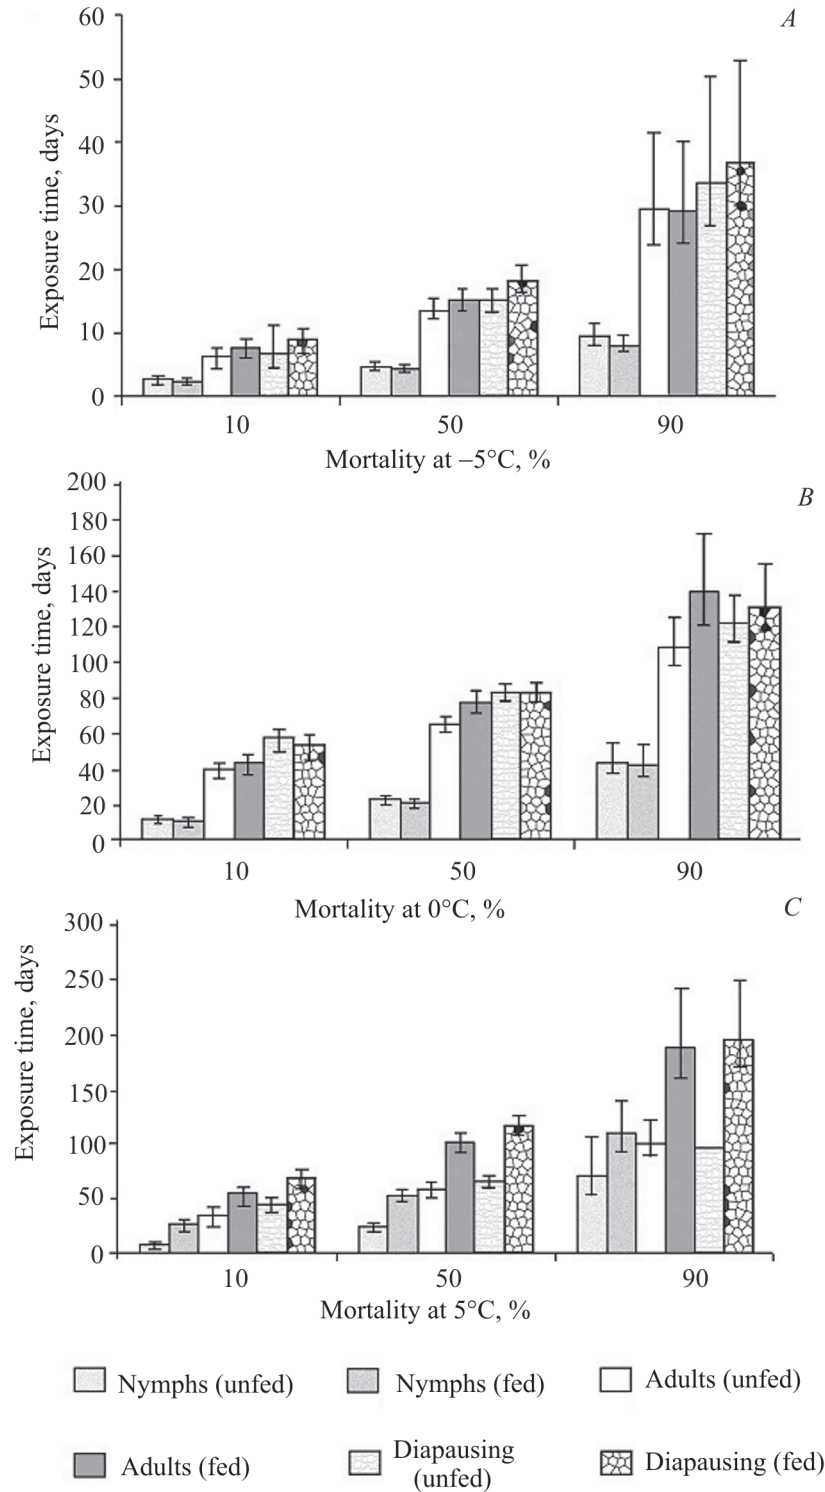 A
Exposure time, days
60
50
40
30
20
10
0
10 50 90
Mortality at –5°C, %
B
Exposure time, days
200
180
160
140
120
100
80
60
40
20
0
10 50 90
Mortality at 0°C, %
C
Exposure time, days
300
250
200
150
100
50
0
10 50 90
Mortality at 5°C, %
Nymphs (unfed) Nymphs (fed) Adults (unfed)
Adults (fed) Diapausing (unfed) Diapausing (fed)